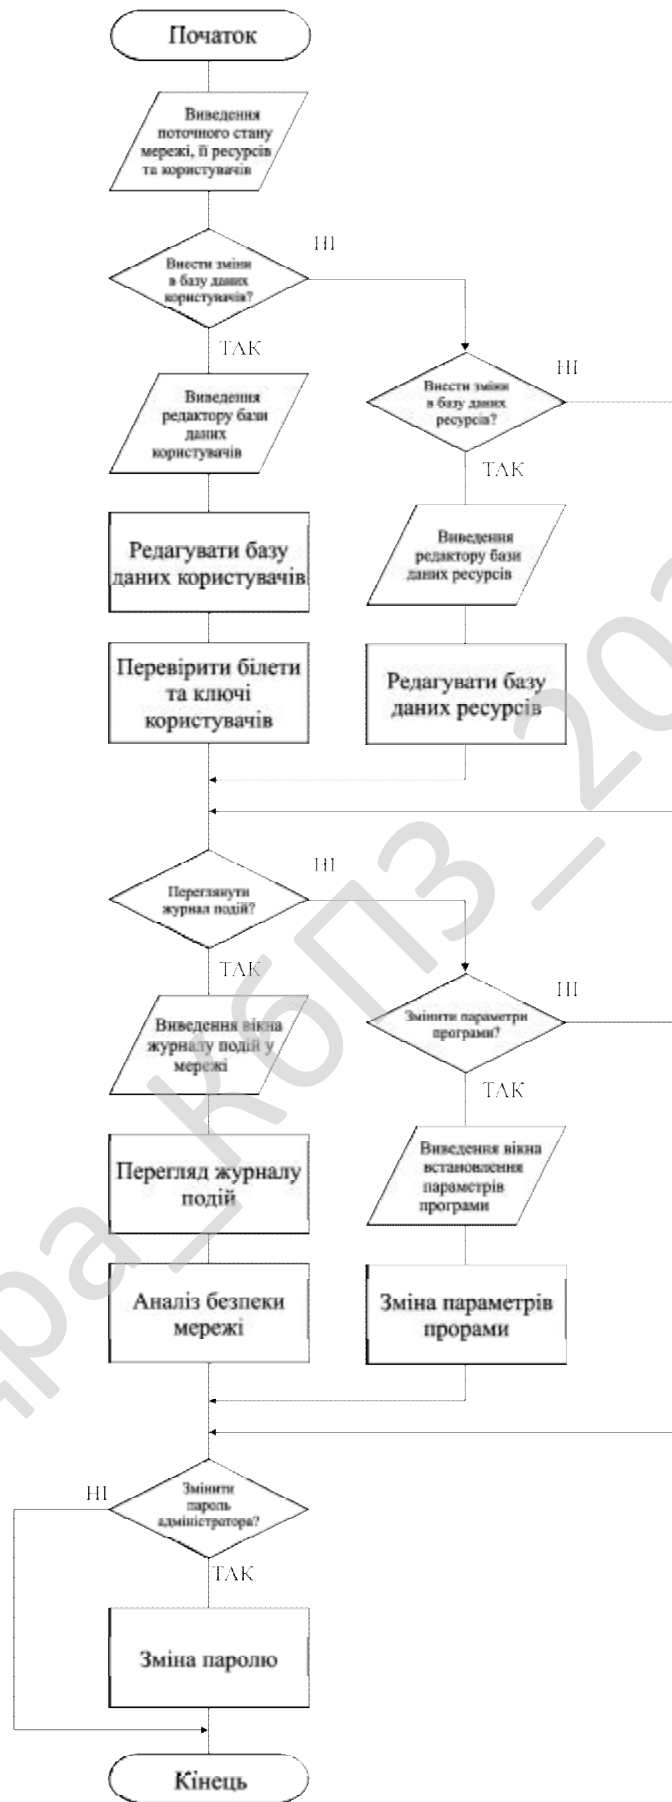 Початок
Виведення
поточного стану
мережі, її ресурсів
та користувачів
НІ
Внести зміни
в базу даних
користувачів?
ТАК
НІ
Внести зміни
в базу даних
ресурсів?
Виведення
редактору бази
даних
користувачів
ТАК
Виведення
редактору бази
даних ресурсів
Редагувати базу
даних користувачів
Перевірити білети
та ключі
користувачів
Редагувати базу
даних ресурсів
НІ
Переглянути
журнал подій?
ТАК
НІ
Змінити параметри
програми?
Виведення вікна
журналу подій у
мережі
ТАК
Виведення вікна
встановлення
параметрів
програми
Перегляд журналу
подій
Аналіз безпеки
мережі
Зміна параметрів
прорами
НІ
Змінити
пароль
адміністратора?
ТАК
Зміна паролю
Кінець